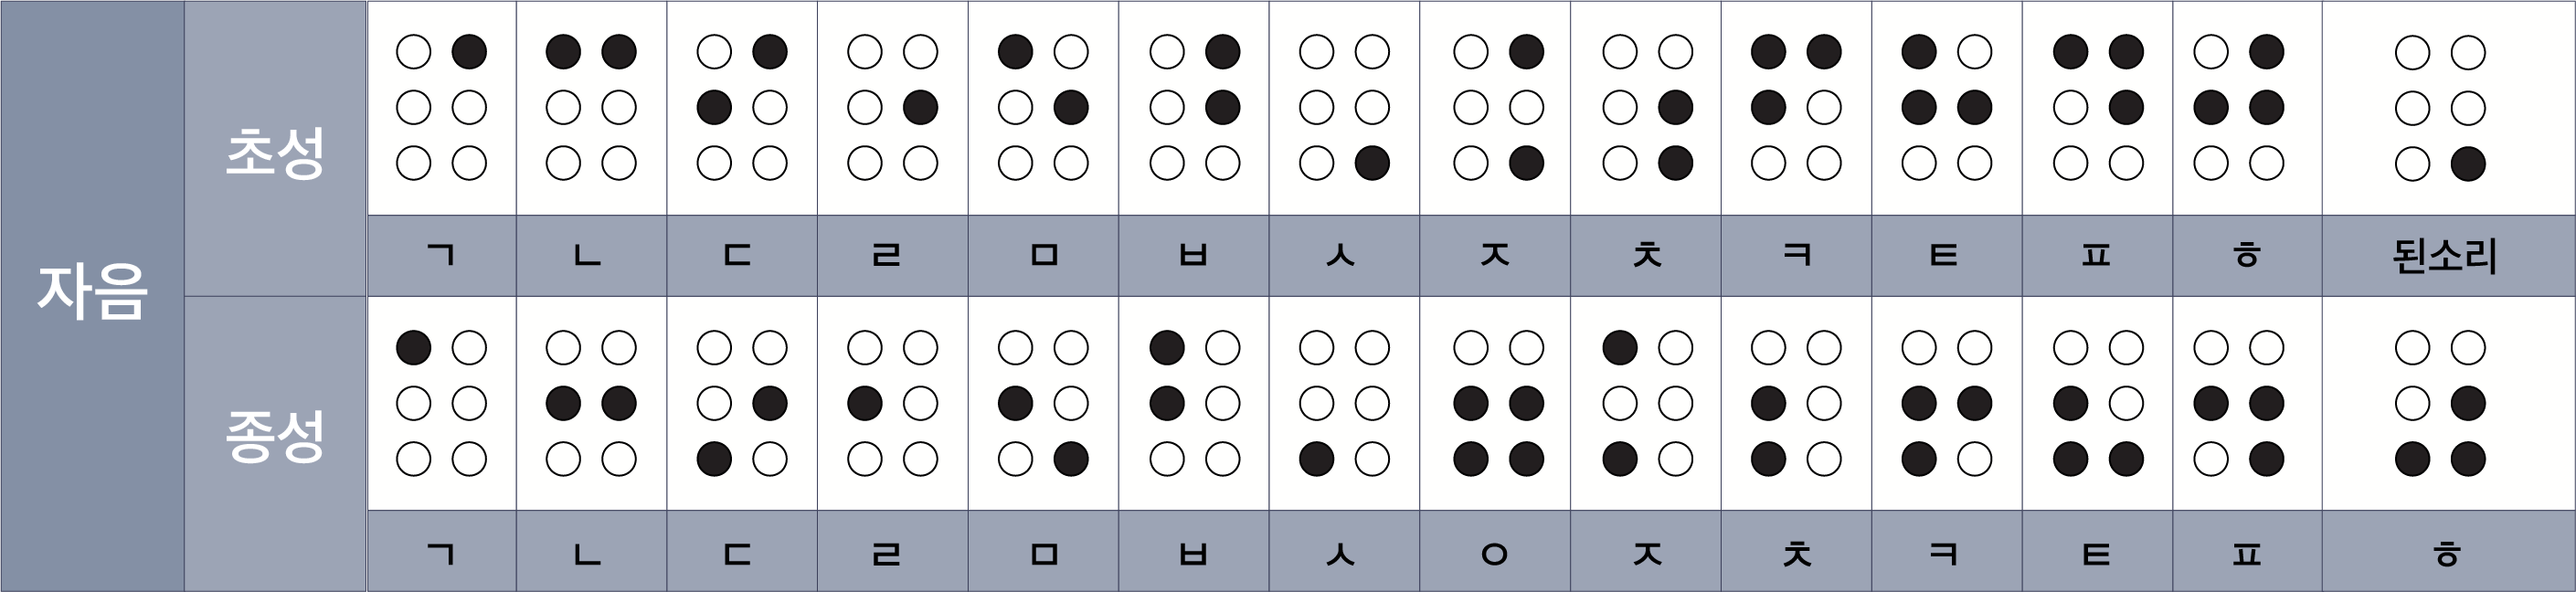 자음
초성
ㄱ ㄴ ㄷ ㄹ ㅁ ㅂ ㅅ ㅈ ㅊ ㅋ ㅌ ㅍ ㅎ 된소리
종성
ㄱ ㄴ ㄷ ㄹ ㅁ ㅂ ㅅ ㅇ ㅈ ㅊ ㅋ ㅌ ㅍ ㅎ